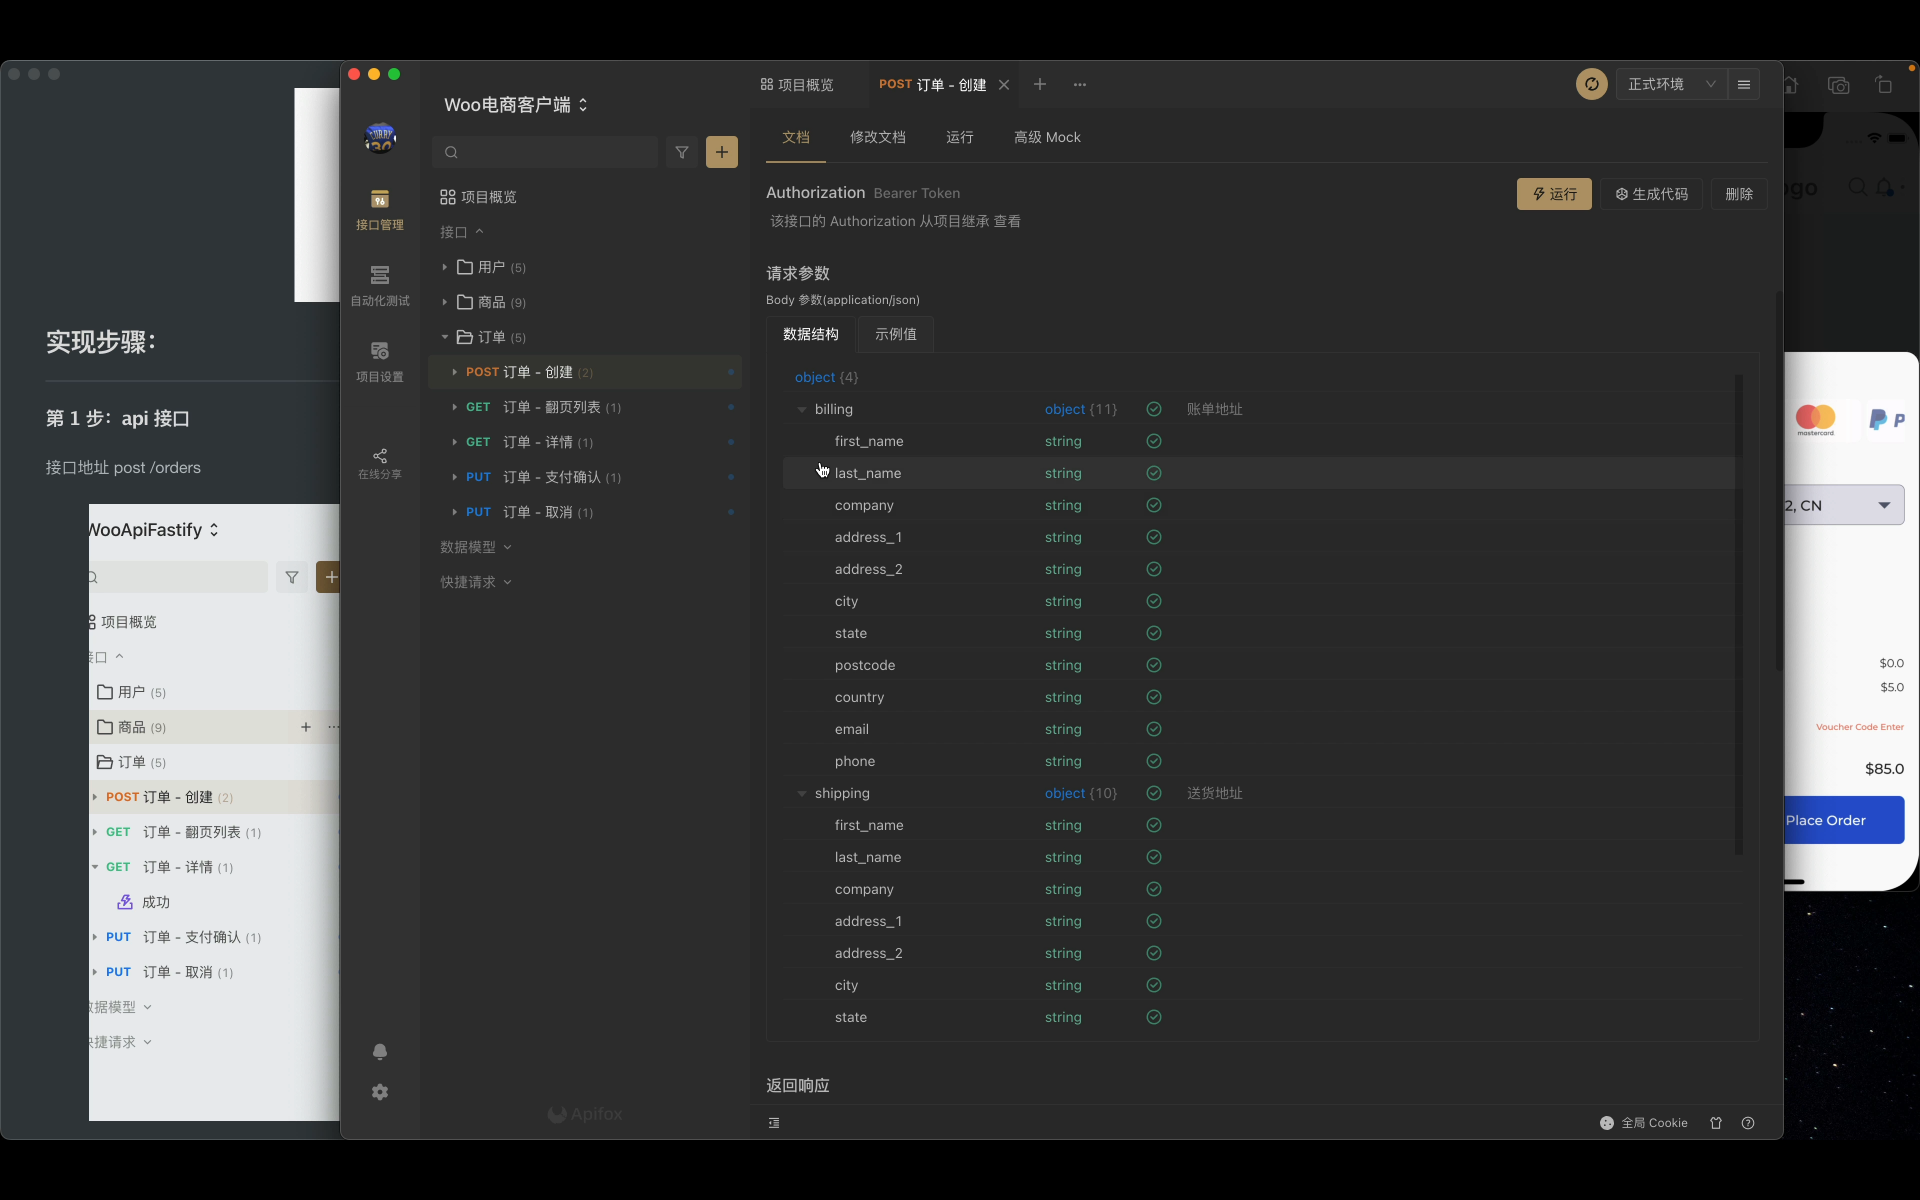 实现步骤：
第 1 步：api 接口
接口地址 post /orders
WooApiFastify
项目概览
接口
用户 (5)
商品 (9)
订单 (5)
POST 订单 - 创建 (2)
GET 订单 - 翻页列表 (1)
GET 订单 - 详情 (1)
成功
PUT 订单 - 支付确认 (1)
PUT 订单 - 取消 (1)
数据模型
快捷请求
接口管理
自动化测试
项目设置
在线分享
Woo电商客户端
项目概览
接口
用户 (5)
商品 (9)
订单 (5)
POST 订单 - 创建 (2)
GET 订单 - 翻页列表 (1)
GET 订单 - 详情 (1)
PUT 订单 - 支付确认 (1)
PUT 订单 - 取消 (1)
数据模型
快捷请求
Apifox
项目概览
POST 订单 - 创建
正式环境
文档 修改文档 运行 高级 Mock
Authorization Bearer Token
运行 生成代码 删除
该接口的 Authorization 从项目继承 查看
请求参数
Body 参数(application/json)
数据结构 示例值
object {4}
billing object {11} 账单地址
first_name string
last_name string
company string
address_1 string
address_2 string
city string
state string
postcode string
country string
email string
phone string
shipping object {10} 送货地址
first_name string
last_name string
company string
address_1 string
address_2 string
city string
state string
返回响应
全局 Cookie
ogo
mastercard
P
2, CN
$0.0
$5.0
Voucher Code Enter
$85.0
Place Order